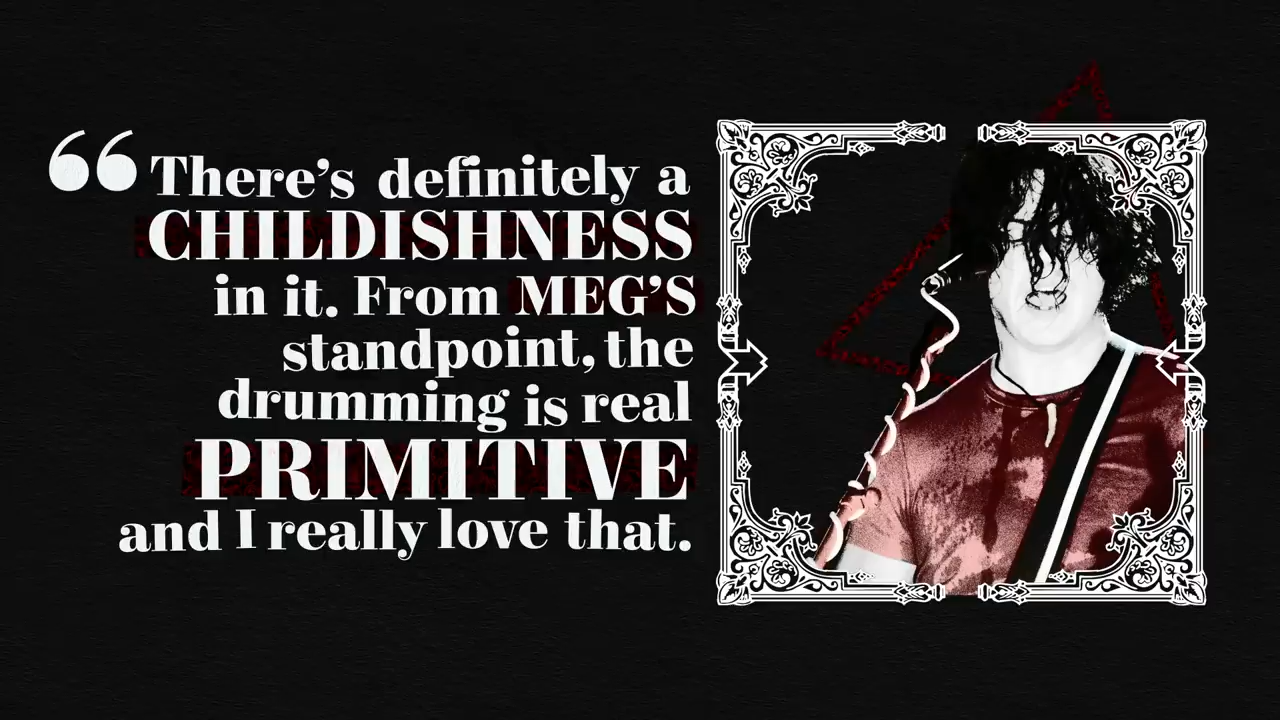 “There’s definitely a
CHILDISHNESS
in it. From MEG’S
standpoint, the
drumming is real
PRIMITIVE
and I really love that.